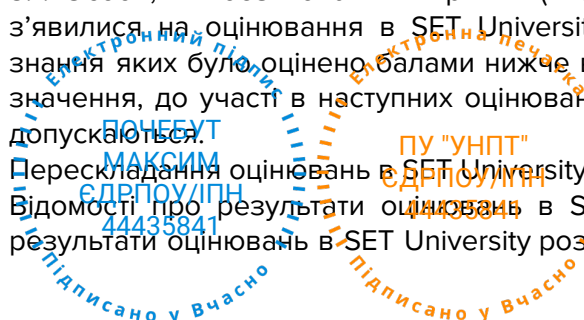 з’явилися на оцінювання в SET Universit
знання яких було оцінено балами нижче
значення, до участі в наступних оцінюван
допускаються.
Перескладання оцінювань в SET University
Відомості про результати оцінювань в S
результати оцінювань в SET University роз
Електронний підпис
ПОЧЕБУТ
МАКСИМ
ЄДРПОУ/ІПН
44435841
Підписано у Вчасно
Електронна печатка
ПУ "УНПТ"
ЄДРПОУ/ІПН
44435841
Підписано у Вчасно